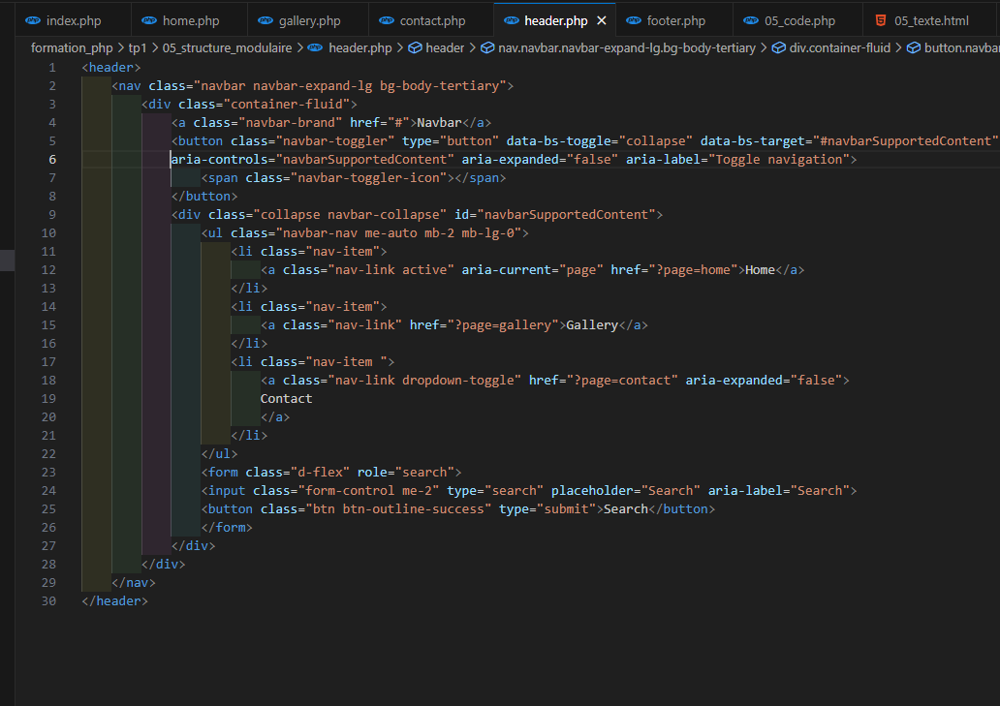 index.php home.php gallery.php contact.php header.php × footer.php 05_code.php 05_texte.html
formation_php > tp1 > 05_structure_modulaire > header.php > header > nav.navbar.navbar-expand-lg.bg-body-tertiary > div.container-fluid > button.navbar
1 <header>
2 <nav class="navbar navbar-expand-lg bg-body-tertiary">
3 <div class="container-fluid">
4 <a class="navbar-brand" href="#">Navbar</a>
5 <button class="navbar-toggler" type="button" data-bs-toggle="collapse" data-bs-target="#navbarSupportedContent"
6 aria-controls="navbarSupportedContent" aria-expanded="false" aria-label="Toggle navigation">
7 <span class="navbar-toggler-icon"></span>
8 </button>
9 <div class="collapse navbar-collapse" id="navbarSupportedContent">
10 <ul class="navbar-nav me-auto mb-2 mb-lg-0">
11 <li class="nav-item">
12 <a class="nav-link active" aria-current="page" href="?page=home">Home</a>
13 </li>
14 <li class="nav-item">
15 <a class="nav-link" href="?page=gallery">Gallery</a>
16 </li>
17 <li class="nav-item ">
18 <a class="nav-link dropdown-toggle" href="?page=contact" aria-expanded="false">
19 Contact
20 </a>
21 </li>
22 </ul>
23 <form class="d-flex" role="search">
24 <input class="form-control me-2" type="search" placeholder="Search" aria-label="Search">
25 <button class="btn btn-outline-success" type="submit">Search</button>
26 </form>
27 </div>
28 </div>
29 </nav>
30 </header>